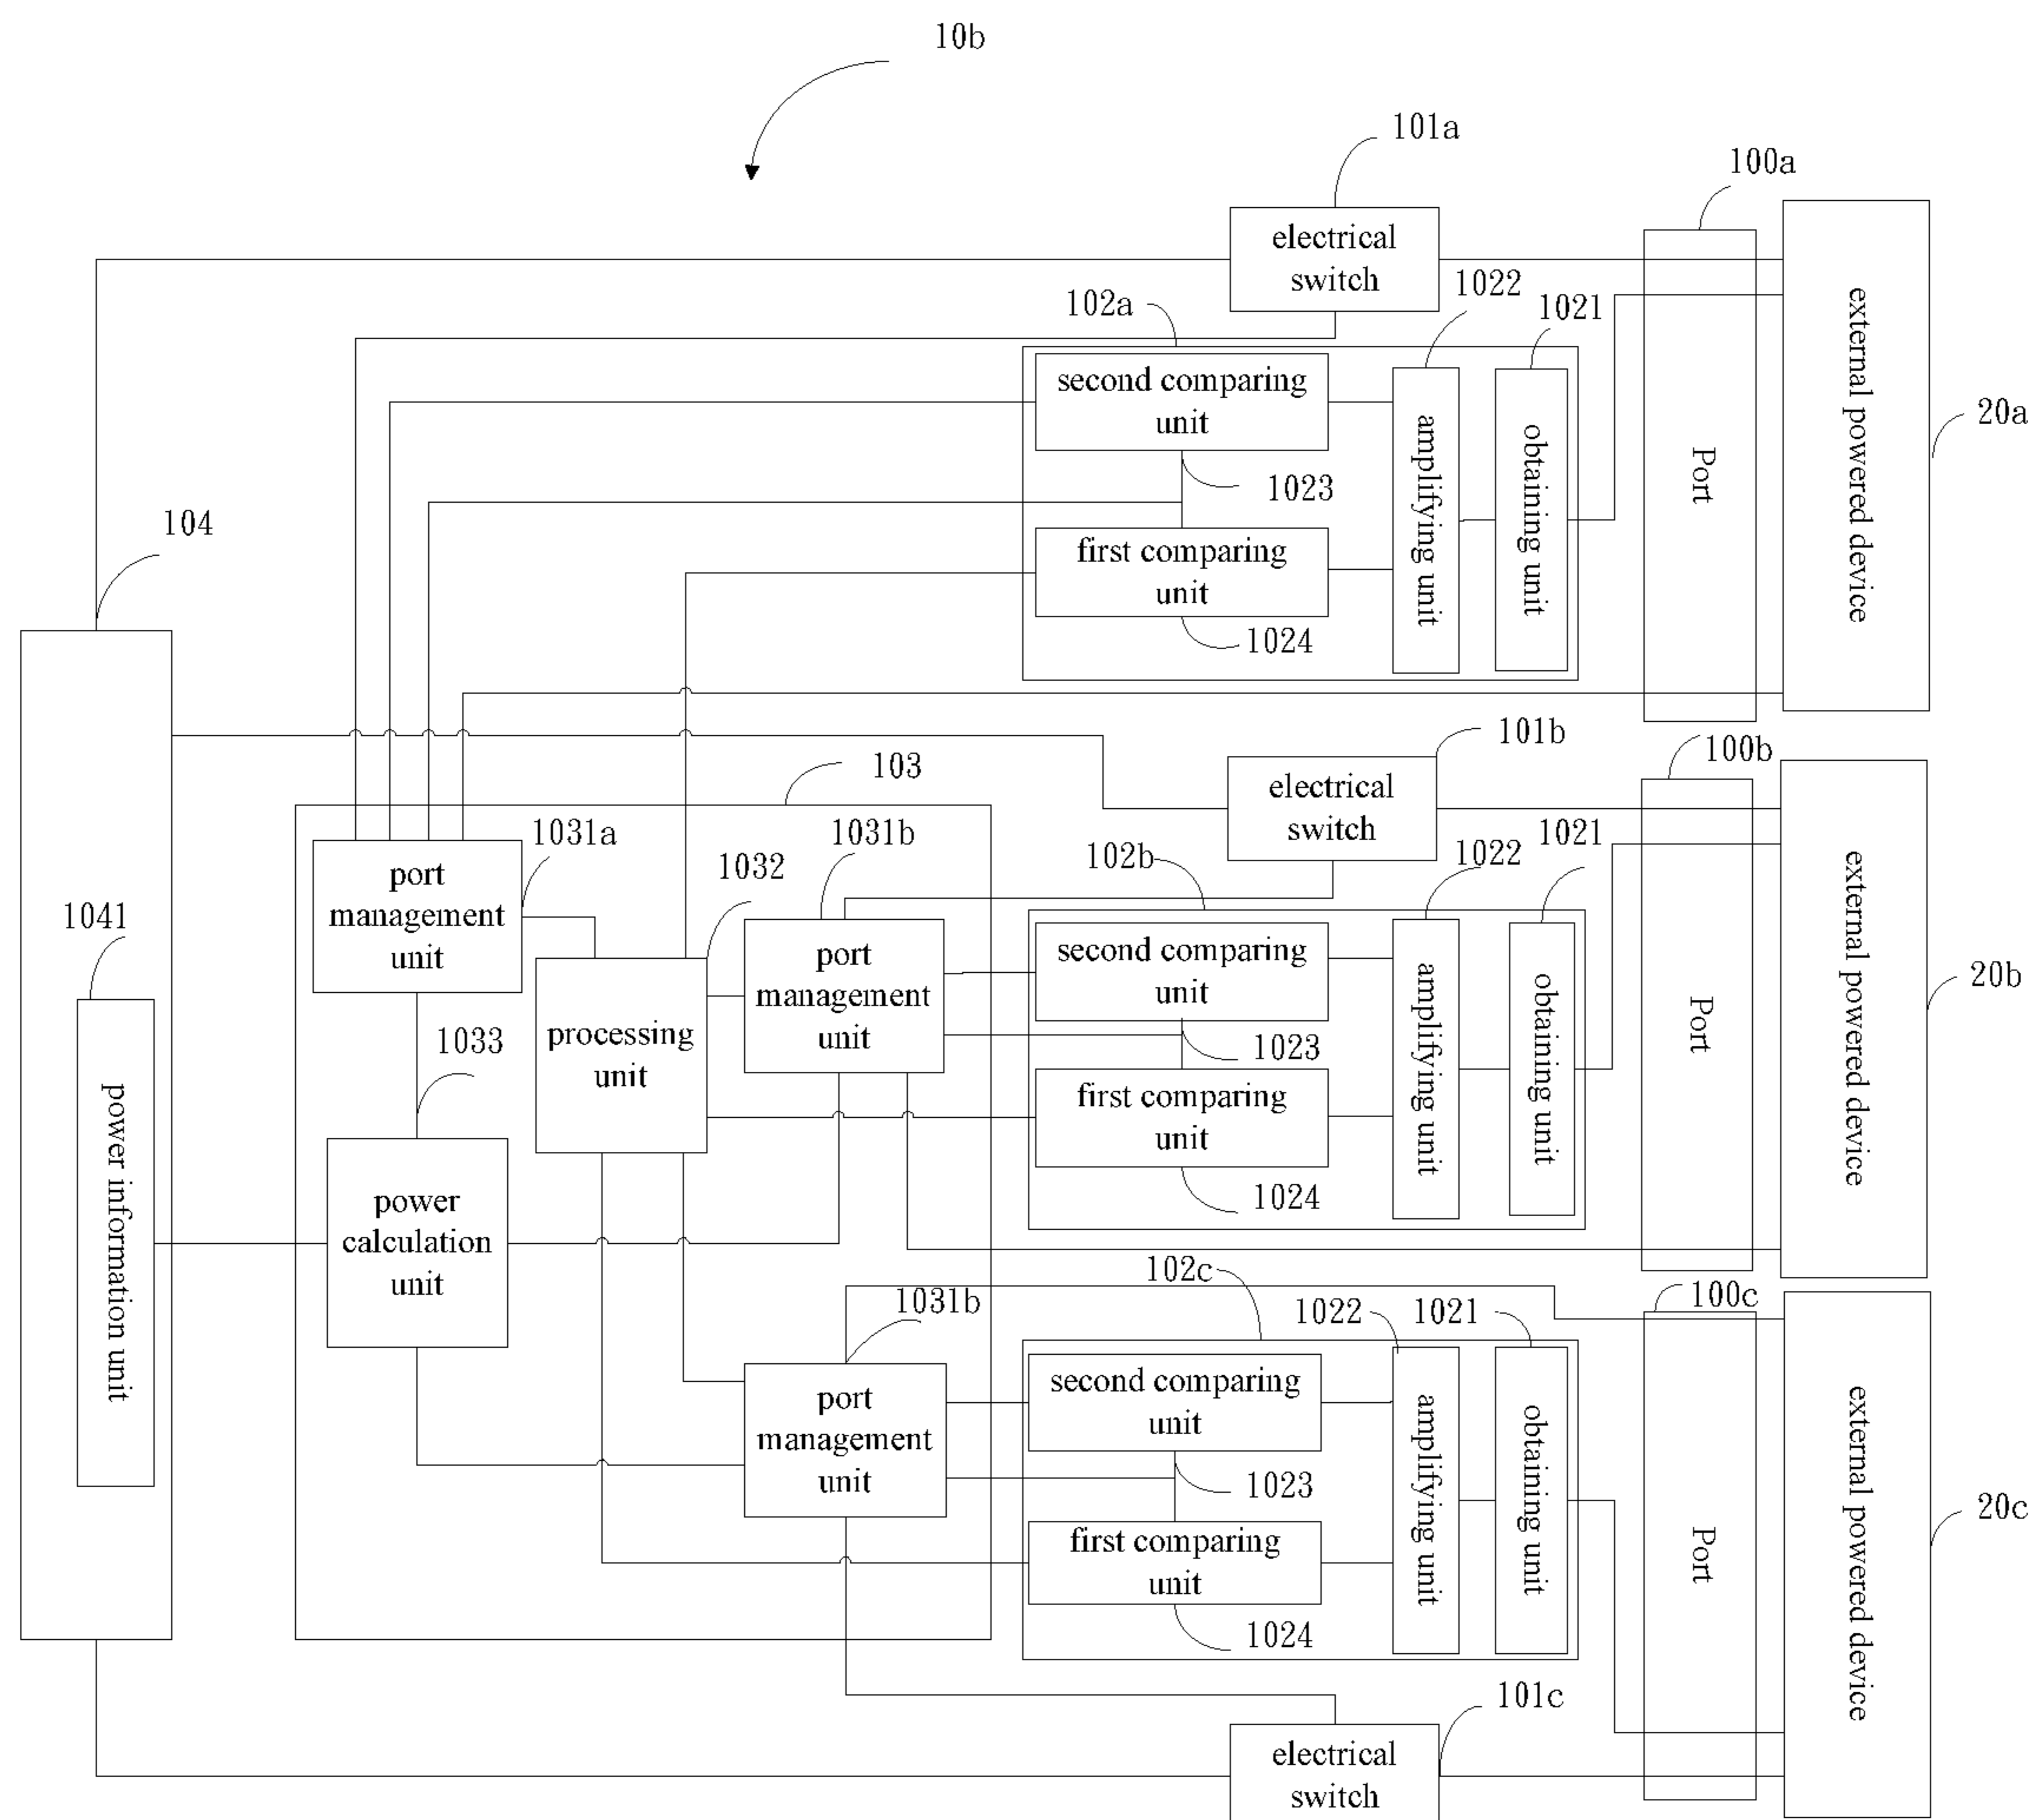 10b
101a
100a
electrical
switch
102a
1022
1021
second comparing
unit
1023
first comparing
unit
1024
amplifying unit
obtaining unit
Port
external powered device
20a
104
101b
100b
electrical
switch
103
1031a
1031b
1032
102b
1022
1021
port
management
unit
port
management
unit
processing
unit
second comparing
unit
1023
first comparing
unit
1024
amplifying unit
obtaining unit
Port
external powered device
20b
1041
power information unit
1033
power
calculation
unit
102c
1031b
1022
1021
100c
port
management
unit
second comparing
unit
1023
first comparing
unit
1024
amplifying unit
obtaining unit
Port
external powered device
20c
101c
electrical
switch